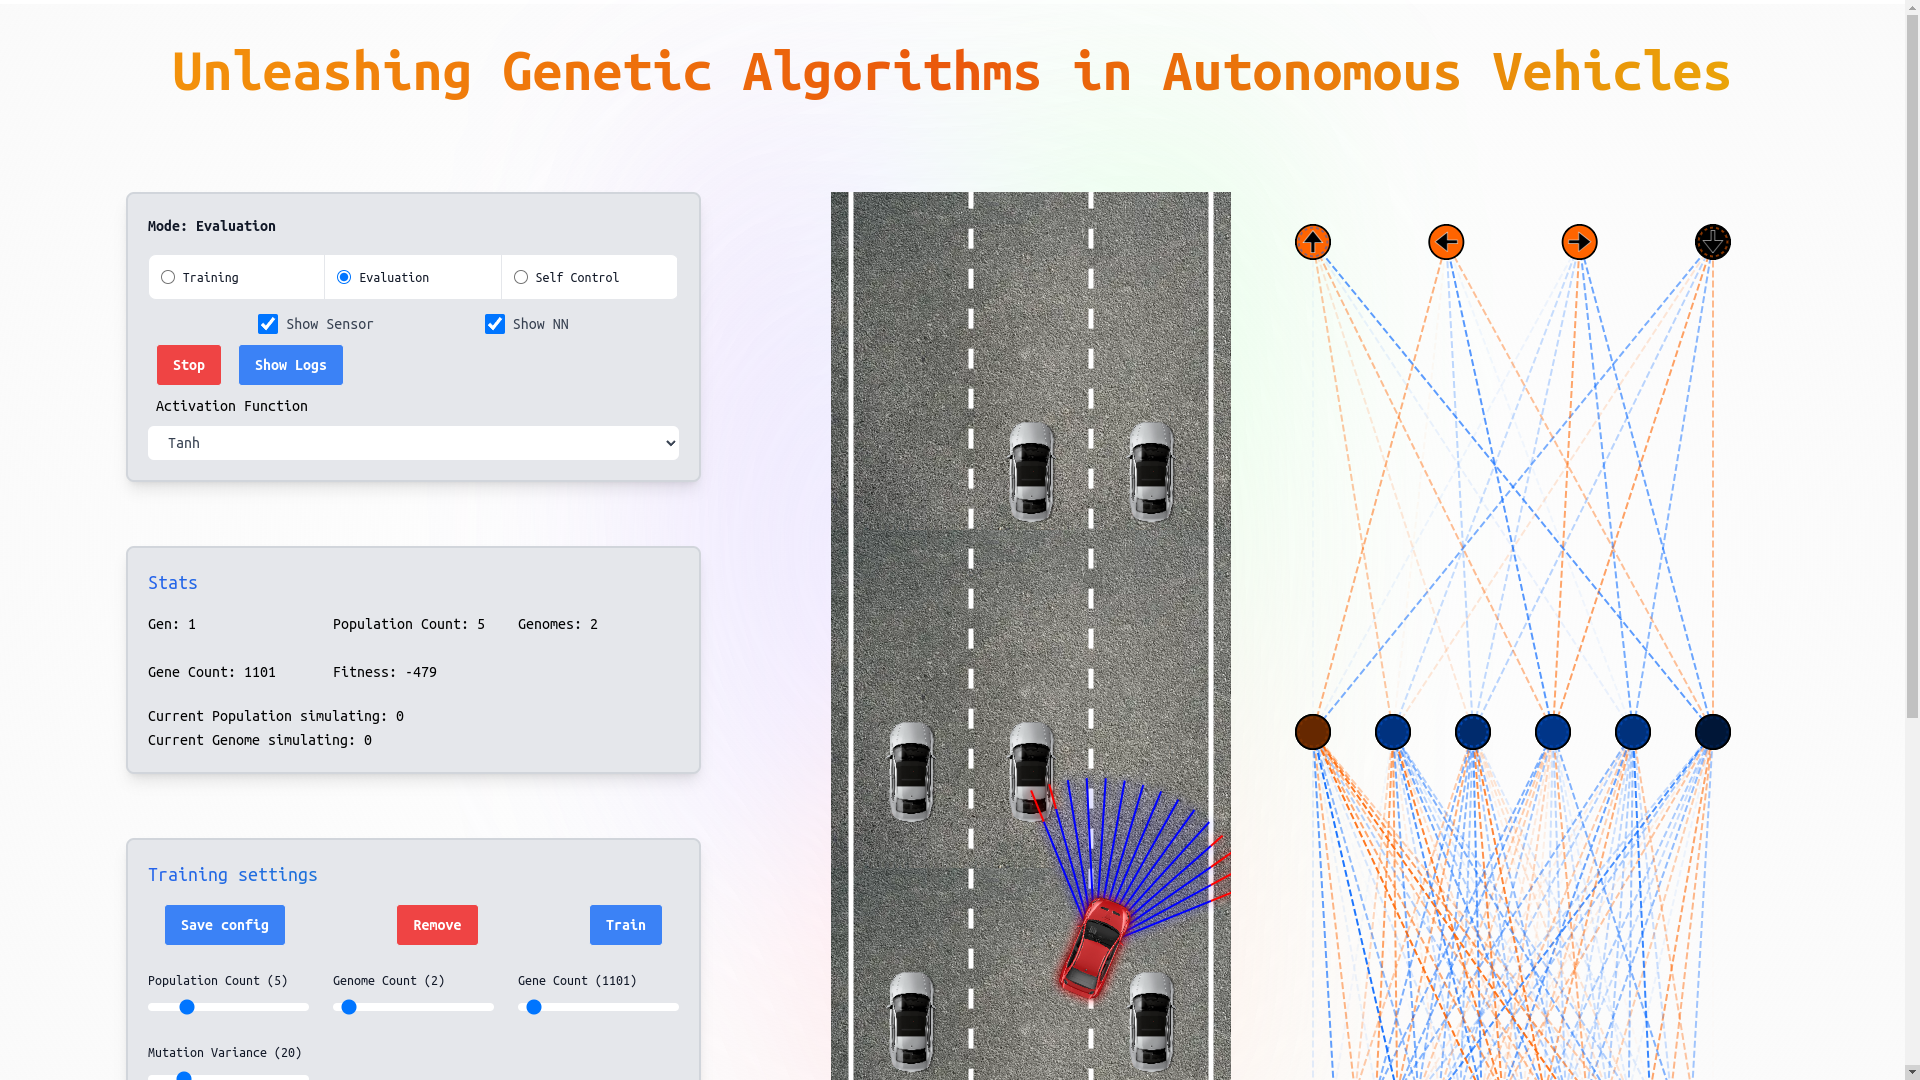 Unleashing Genetic Algorithms in Autonomous Vehicles
Mode: Evaluation
Training
Evaluation
Self Control
Show Sensor
Show NN
Stop
Show Logs
Activation Function
Tanh
Stats
Gen: 1
Population Count: 5
Genomes: 2
Gene Count: 1101
Fitness: -479
Current Population simulating: 0
Current Genome simulating: 0
Training settings
Save config
Remove
Train
Population Count (5)
Genome Count (2)
Gene Count (1101)
Mutation Variance (20)